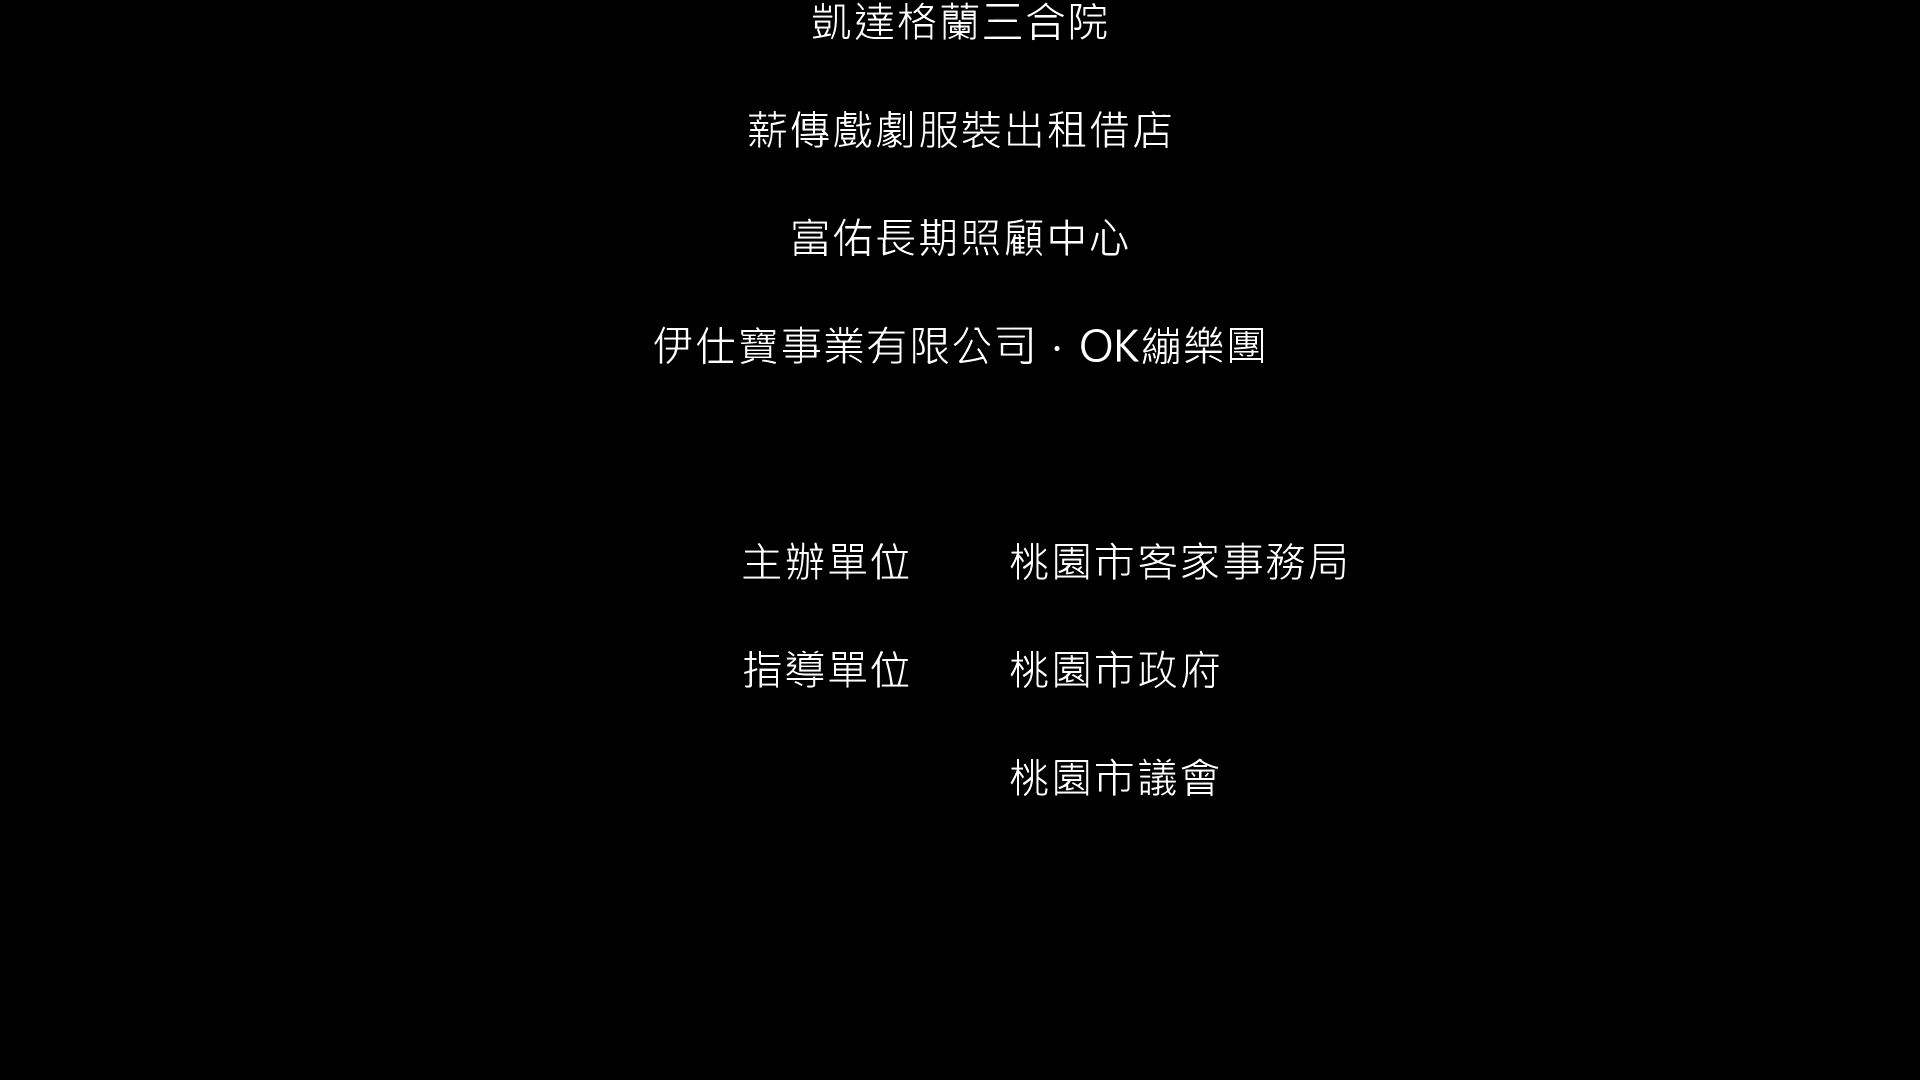 凱達格蘭三合院
薪傳戲劇服裝出租借店
富佑長期照顧中心
伊仕寶事業有限公司．OK繃樂團
主辦單位 桃園市客家事務局
指導單位 桃園市政府
桃園市議會